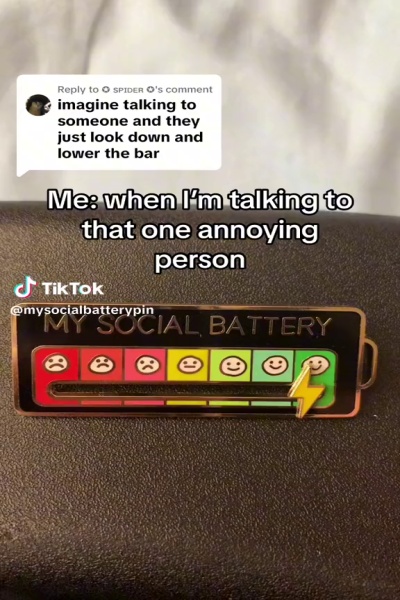 Reply to ✪ SPIDER ✪'s comment
imagine talking to
someone and they
just look down and
lower the bar
Me: when I'm talking to
that one annoying
person
TikTok
@mysocialbatterypin
MY SOCIAL BATTERY